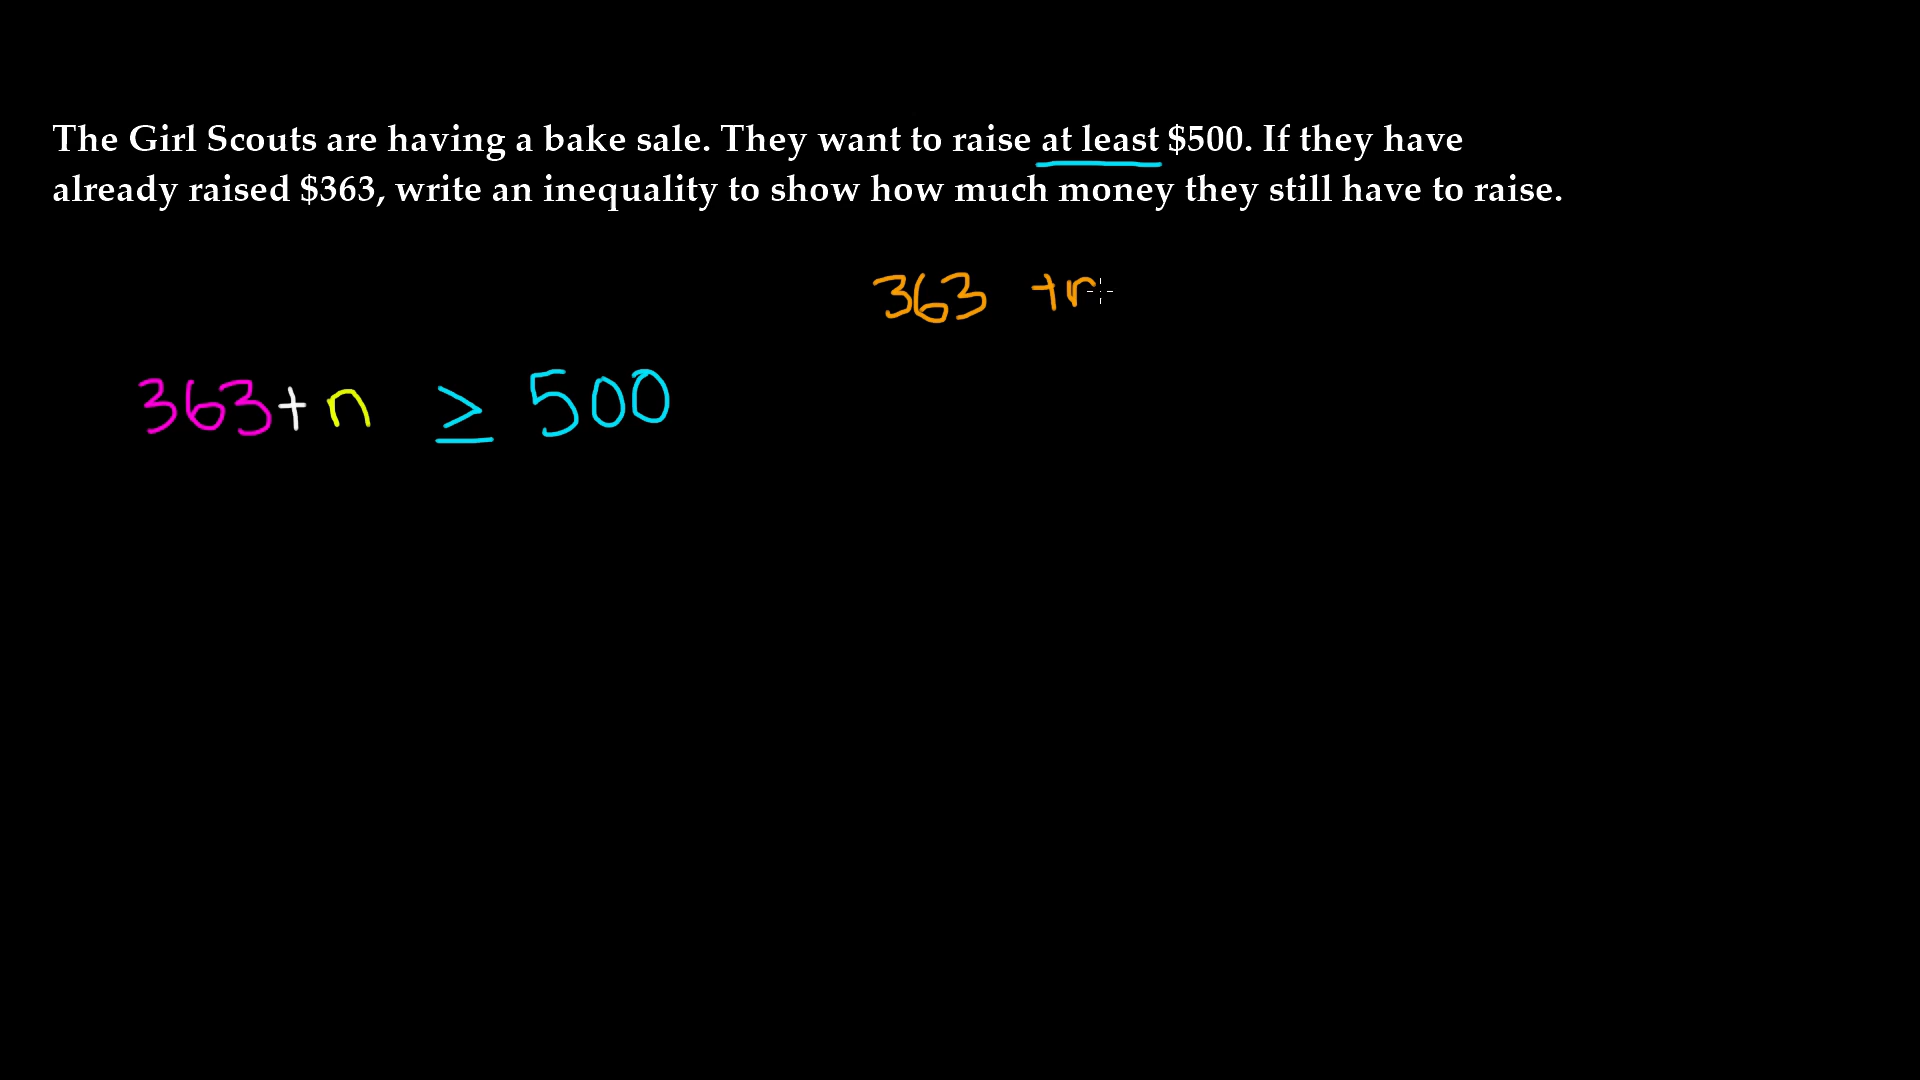 The Girl Scouts are having a bake sale. They want to raise at least $500. If they have
already raised $363, write an inequality to show how much money they still have to raise.
363 +n
363+n ≥ 500